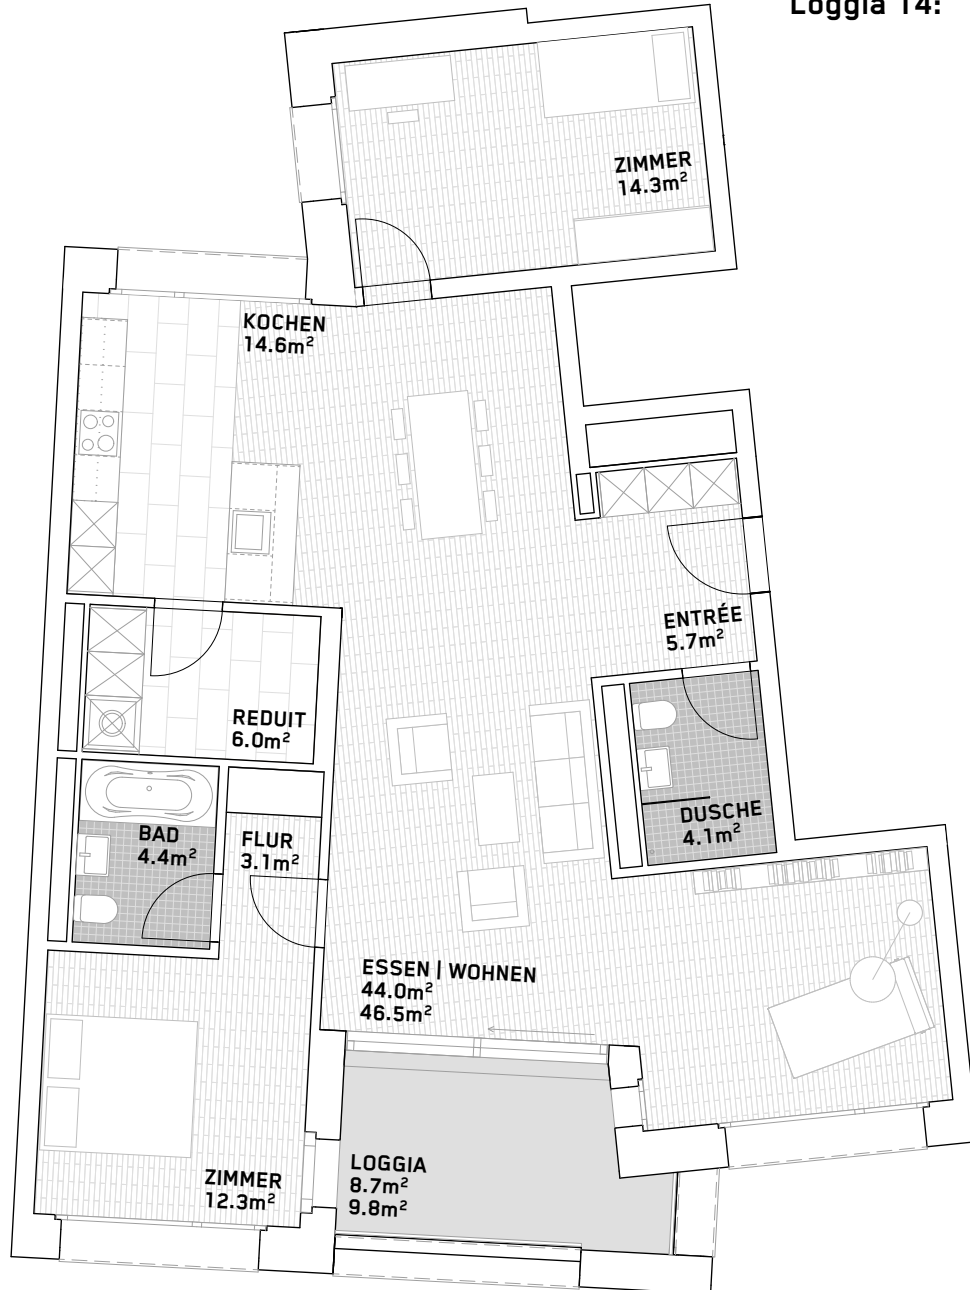 Loggia 14:
ZIMMER
14.3m²
KOCHEN
14.6m²
ENTRÉE
5.7m²
REDUIT
6.0m²
DUSCHE
4.1m²
BAD
4.4m²
FLUR
3.1m²
ESSEN | WOHNEN
44.0m²
46.5m²
ZIMMER
12.3m²
LOGGIA
8.7m²
9.8m²